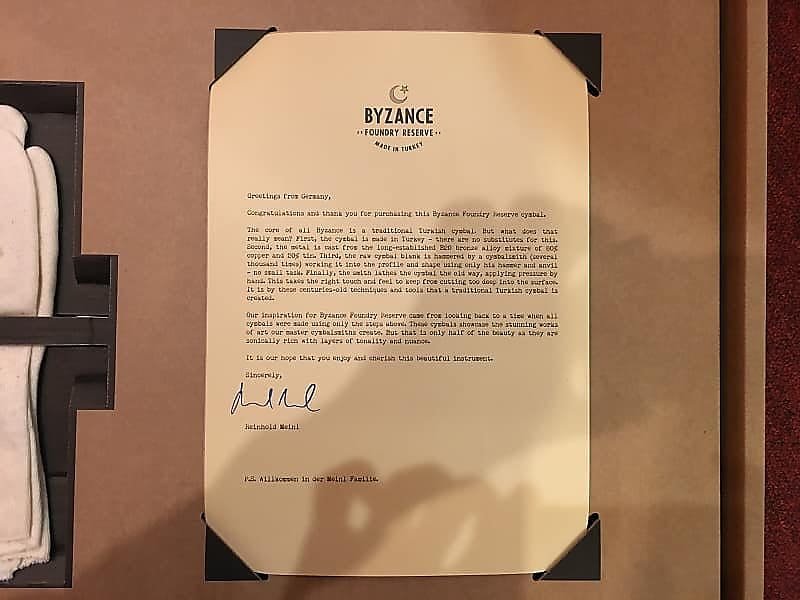 BYZANCE
FOUNDRY RESERVE
MADE IN TURKEY
Greetings from Germany,
Congratulations and thank you for purchasing this Byzance Foundry Reserve cymbal.
The core of all Byzance is a traditional Turkish cymbal. But what does that
really mean? First, the cymbal is made in Turkey – there are no substitutes for this.
Second, the metal is cast from the long-established B20 bronze alloy mixture of 80%
copper and 20% tin. Third, the raw cymbal blank is hammered by a cymbalsmith (several
thousand times) working it into the profile and shape using only his hammer and anvil
– no small task. Finally, the smith lathes the cymbal the old way, applying pressure by
hand. This takes the right touch and feel to keep from cutting too deep into the surface.
It is by these centuries-old techniques and tools that a traditional Turkish cymbal is
created.
Our inspiration for Byzance Foundry Reserve came from looking back to a time when all
cymbals were made using only the steps above. These cymbals showcase the stunning works
of art our master cymbalsmiths create. But that is only half of the beauty as they are
sonically rich with layers of tonality and nuance.
It is our hope that you enjoy and cherish this beautiful instrument.
Sincerely,
Reinhold Meinl
P.S. Willkommen in der Meinl Familie.